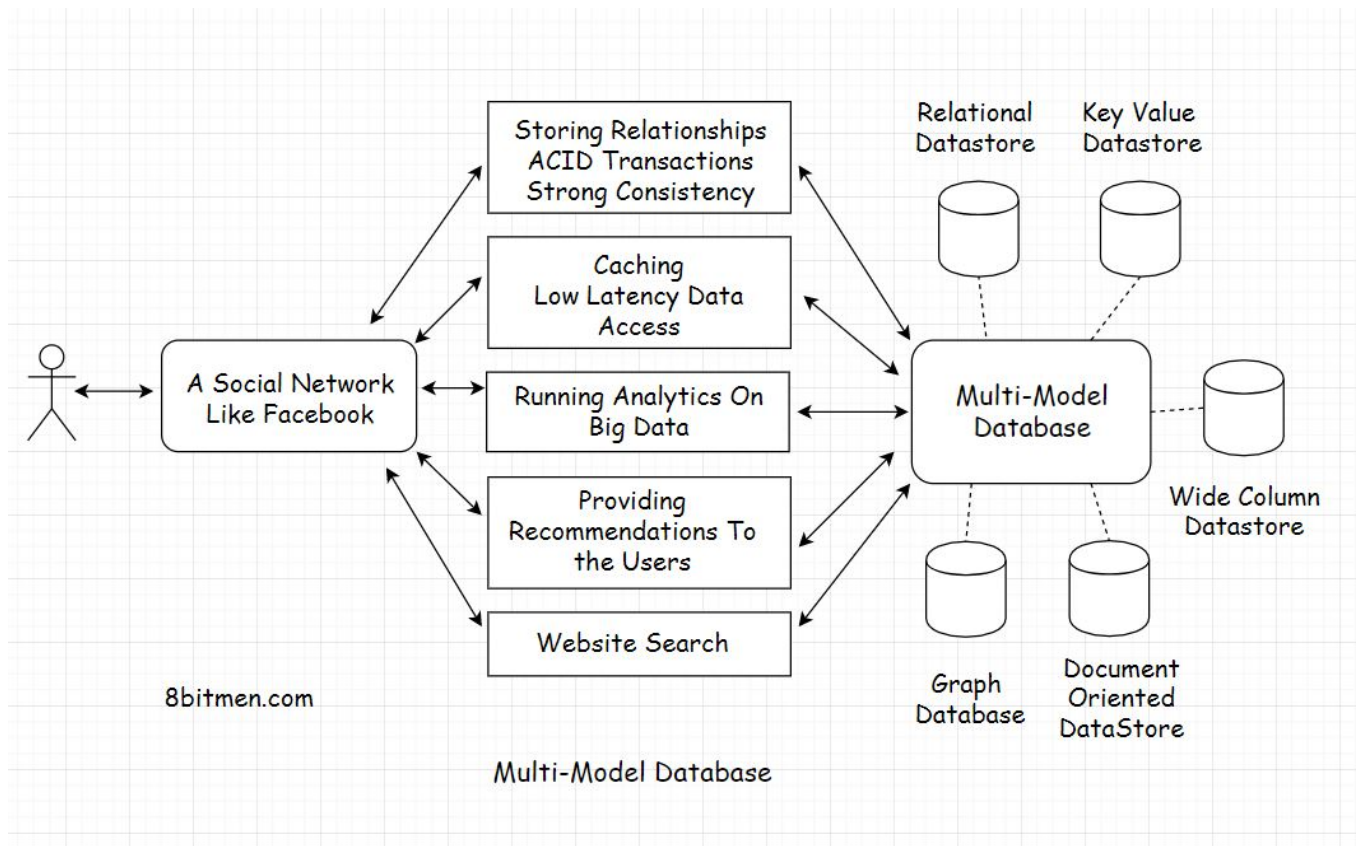 Storing Relationships
ACID Transactions
Strong Consistency
Caching
Low Latency Data
Access
A Social Network
Like Facebook
Running Analytics On
Big Data
Providing
Recommendations To
the Users
Website Search
Relational
Datastore
Key Value
Datastore
Multi-Model
Database
Wide Column
Datastore
Graph
Database
Document
Oriented
DataStore
8bitmen.com
Multi-Model Database